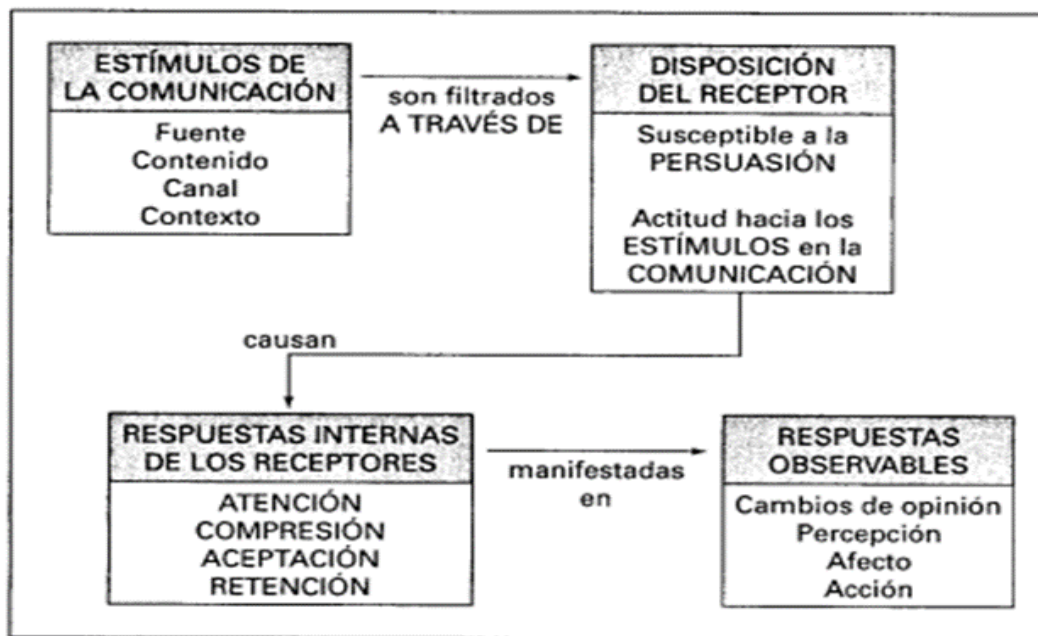 ESTÍMULOS DE
LA COMUNICACIÓN
Fuente
Contenido
Canal
Contexto
son filtrados
A TRAVÉS DE
DISPOSICIÓN
DEL RECEPTOR
Susceptible a la
PERSUASIÓN
Actitud hacia los
ESTÍMULOS en la
COMUNICACIÓN
causan
RESPUESTAS INTERNAS
DE LOS RECEPTORES
ATENCIÓN
COMPRESIÓN
ACEPTACIÓN
RETENCIÓN
manifestadas
en
RESPUESTAS
OBSERVABLES
Cambios de opinión
Percepción
Afecto
Acción